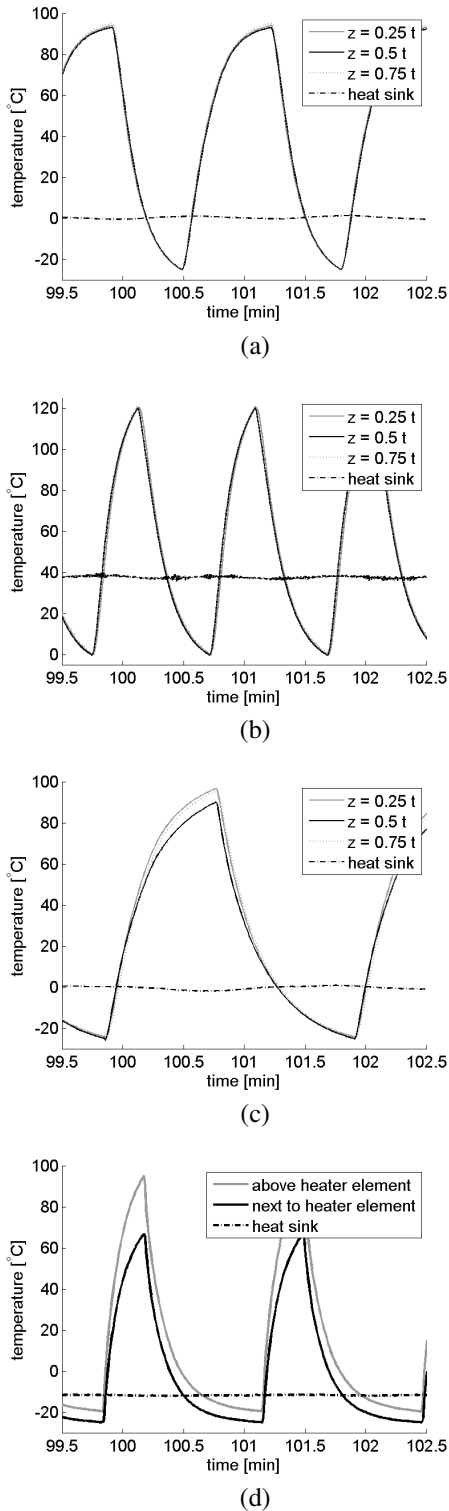 100
80
60
40
20
0
-20
temperature [°C]
z = 0.25 t
z = 0.5 t
z = 0.75 t
heat sink
99.5 100 100.5 101 101.5 102 102.5
time [min]
(a)
120
100
80
60
40
20
0
temperature [°C]
z = 0.25 t
z = 0.5 t
z = 0.75 t
heat sink
99.5 100 100.5 101 101.5 102 102.5
time [min]
(b)
100
80
60
40
20
0
-20
temperature [°C]
z = 0.25 t
z = 0.5 t
z = 0.75 t
heat sink
99.5 100 100.5 101 101.5 102 102.5
time [min]
(c)
100
80
60
40
20
0
-20
temperature [°C]
above heater element
next to heater element
heat sink
99.5 100 100.5 101 101.5 102 102.5
time [min]
(d)